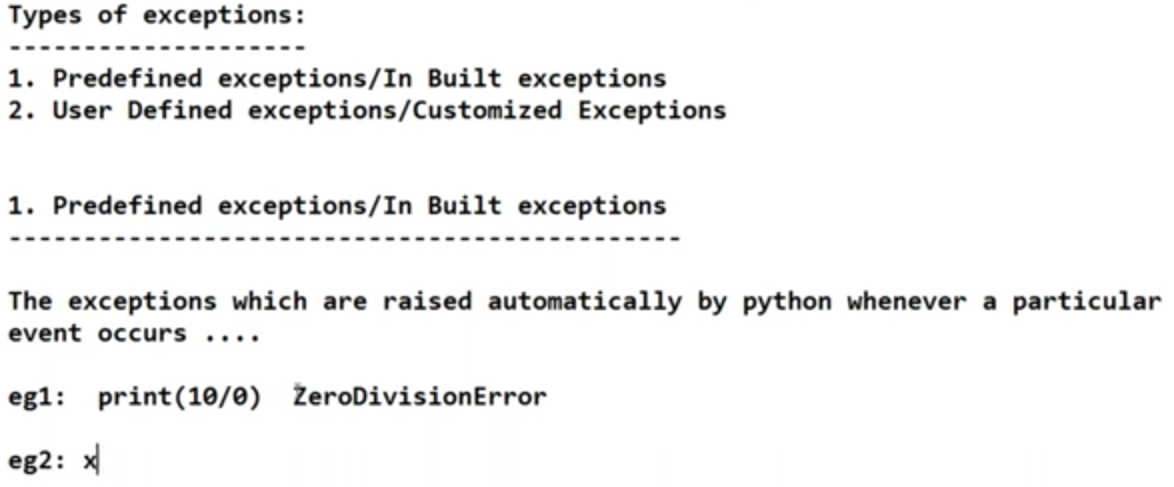 Types of exceptions:
--------------------
1. Predefined exceptions/In Built exceptions
2. User Defined exceptions/Customized Exceptions
1. Predefined exceptions/In Built exceptions
---------------------------------------------
The exceptions which are raised automatically by python whenever a particular
event occurs ....
eg1:  print(10/0)  ZeroDivisionError
eg2: x